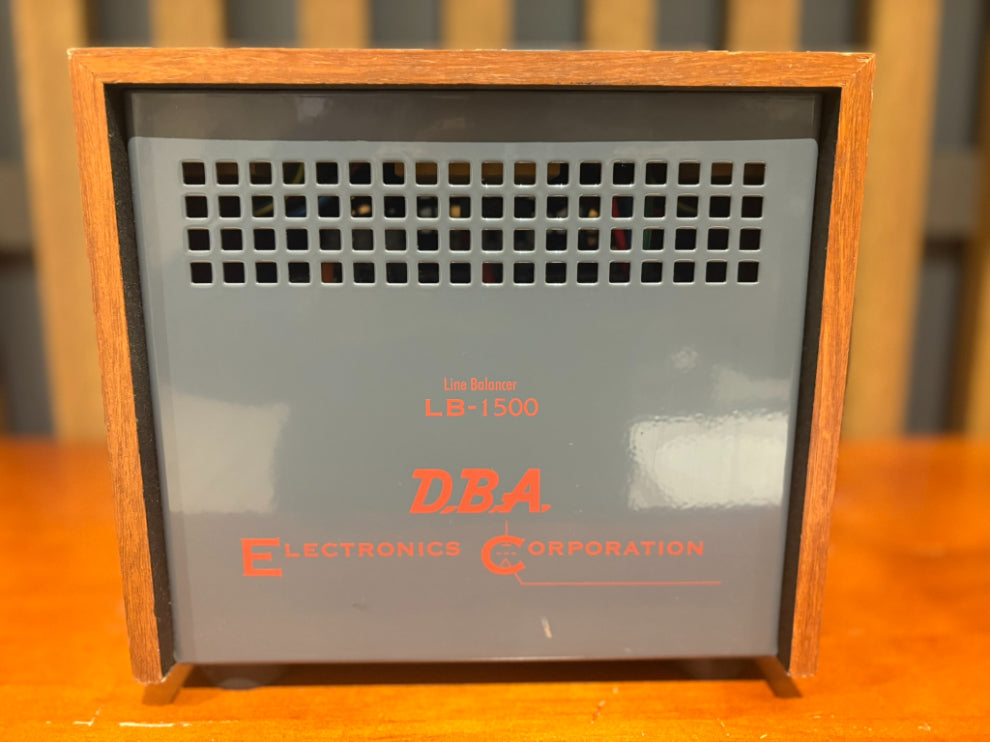 Line Balancer
LB-1500
D.B.A.
ELECTRONICS CORPORATION